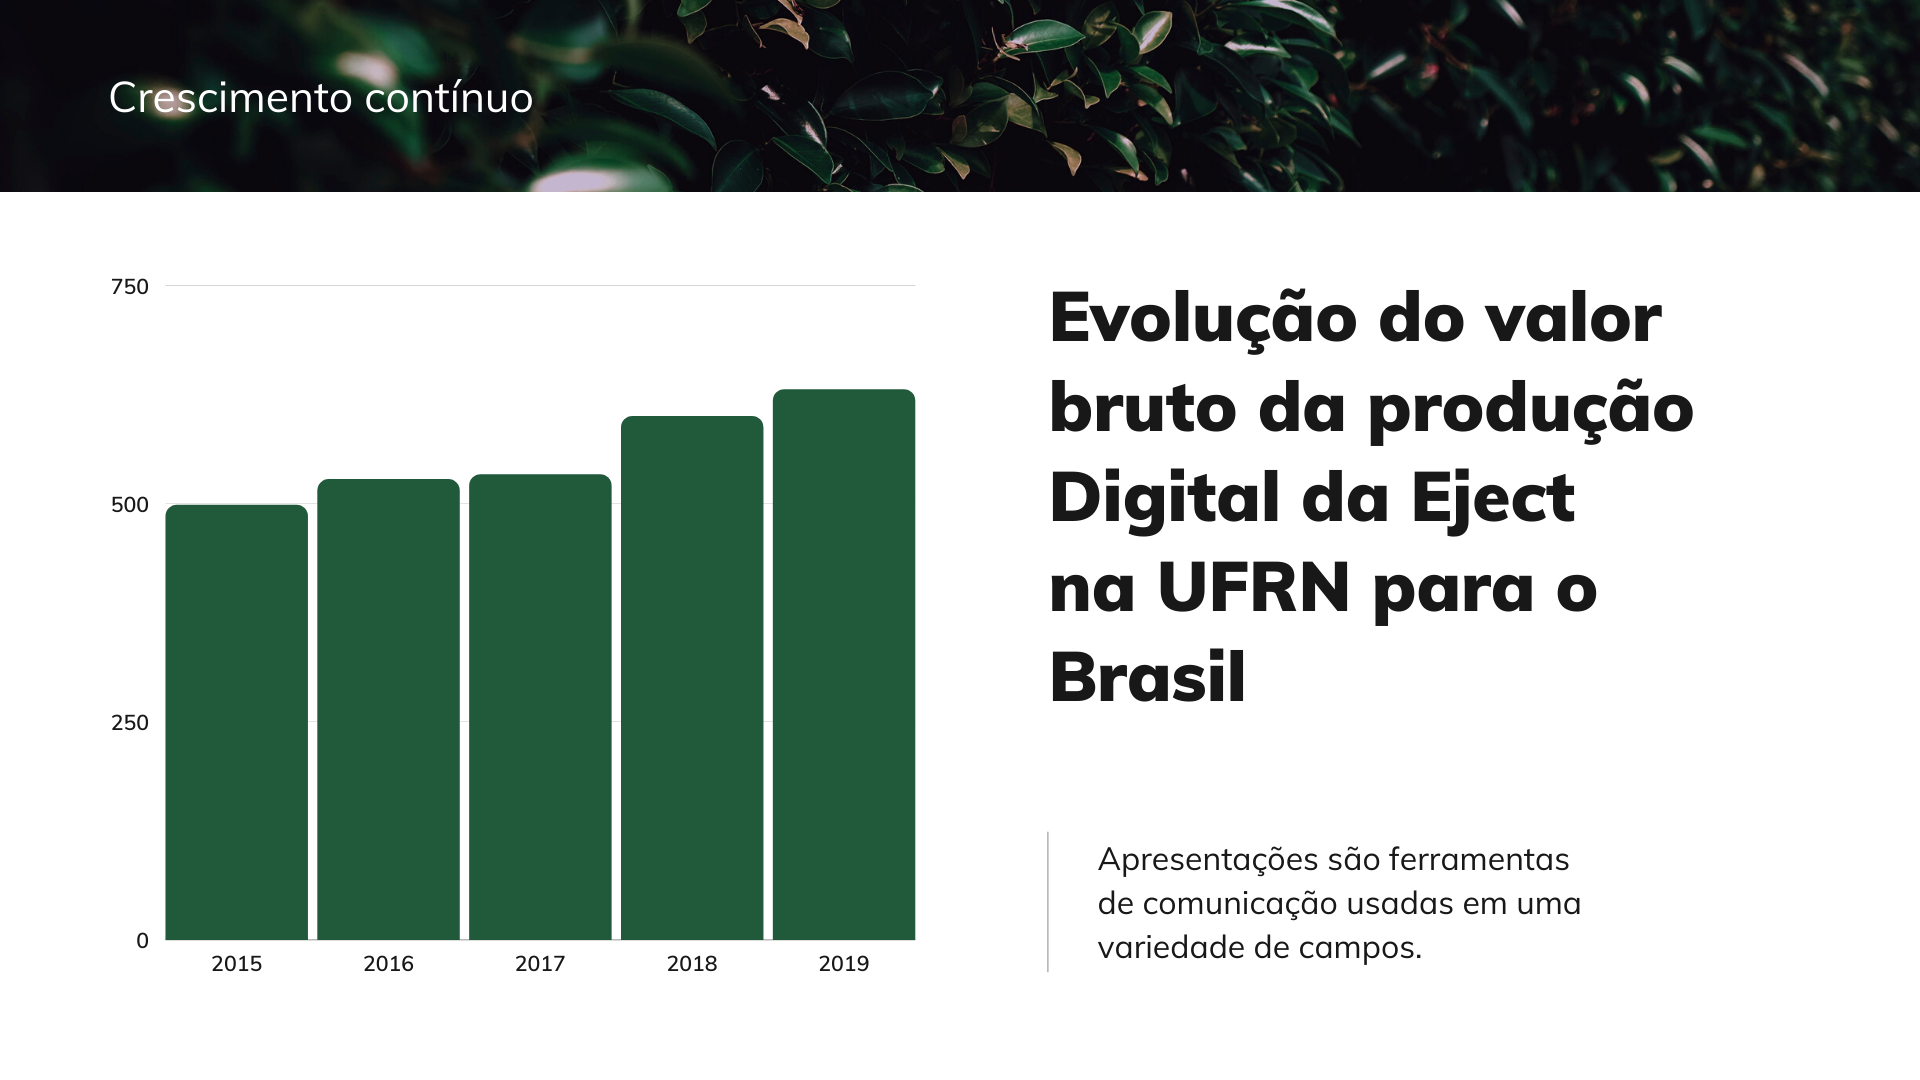 Crescimento contínuo
750
500
250
0
2015 2016 2017 2018 2019
Evolução do valor
bruto da produção
Digital da Eject
na UFRN para o
Brasil
Apresentações são ferramentas
de comunicação usadas em uma
variedade de campos.